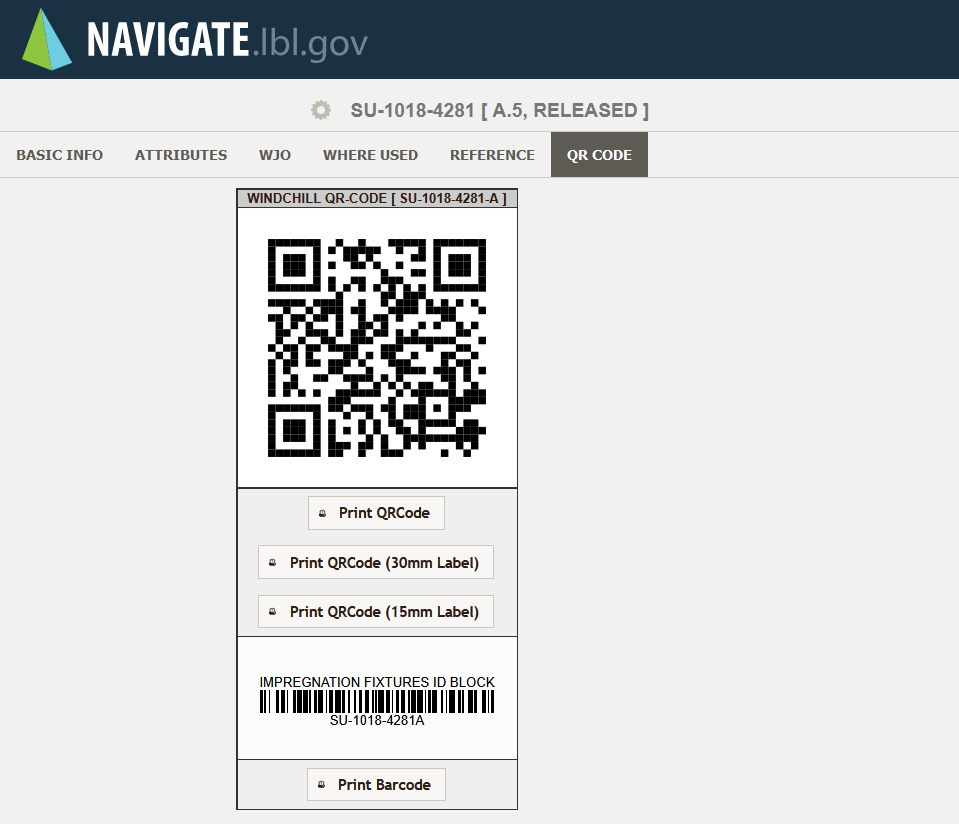 NAVIGATE.lbl.gov
SU-1018-4281 [ A.5, RELEASED ]
BASIC INFO ATTRIBUTES WJO WHERE USED REFERENCE QR CODE
WINDCHILL QR-CODE [ SU-1018-4281-A ]
Print QRCode
Print QRCode (30mm Label)
Print QRCode (15mm Label)
IMPREGNATION FIXTURES ID BLOCK
SU-1018-4281A
Print Barcode